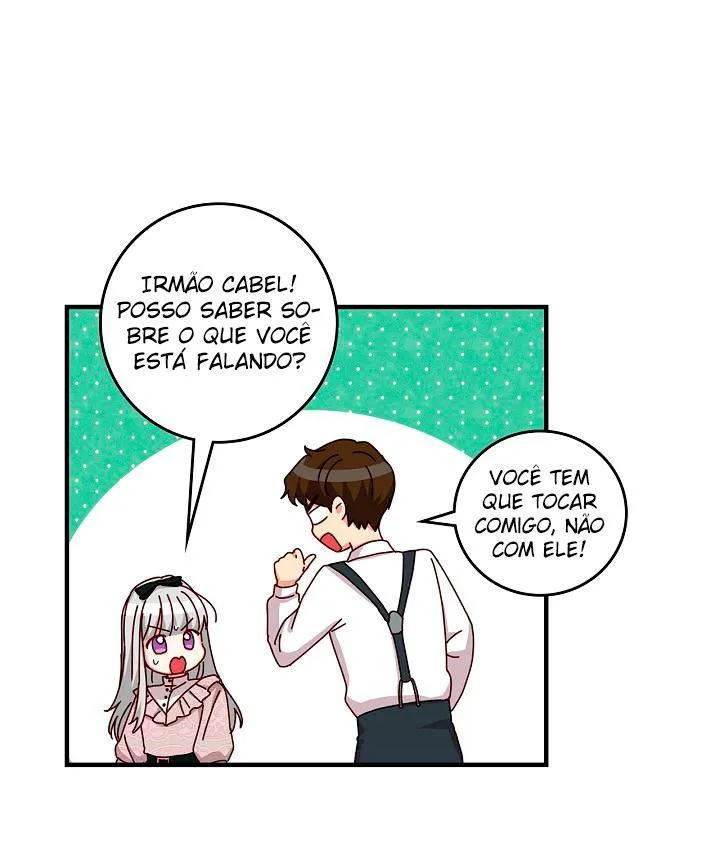 IRMÃO CABEL!
POSSO SABER SO-
BRE O QUE VOCÊ
ESTÁ FALANDO?
VOCÊ TEM
QUE TOCAR
COMIGO, NÃO
COM ELE!